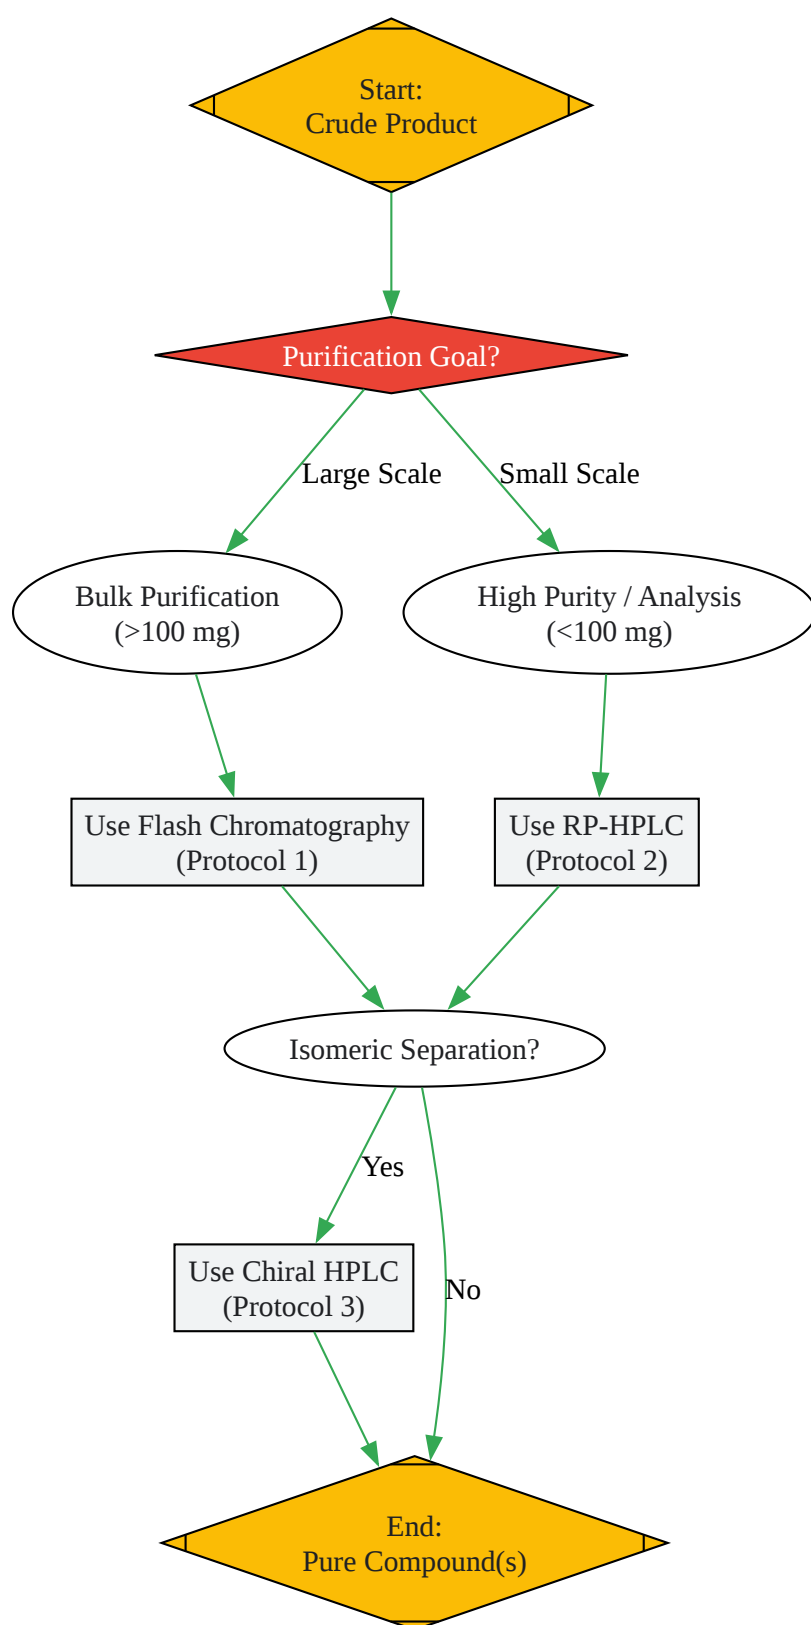 Start:
Crude Product
Purification Goal?
Large Scale
Small Scale
Bulk Purification
(>100 mg)
High Purity / Analysis
(<100 mg)
Use Flash Chromatography
(Protocol 1)
Use RP-HPLC
(Protocol 2)
Isomeric Separation?
Yes
Use Chiral HPLC
(Protocol 3)
No
End:
Pure Compound(s)